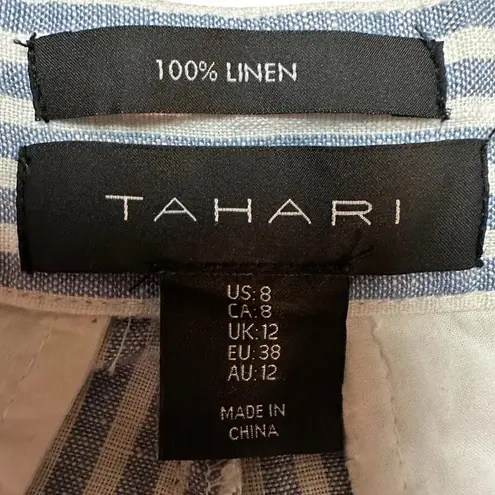 100% LINEN
TAHARI
US: 8
CA: 8
UK: 12
EU: 38
AU: 12
MADE IN
CHINA